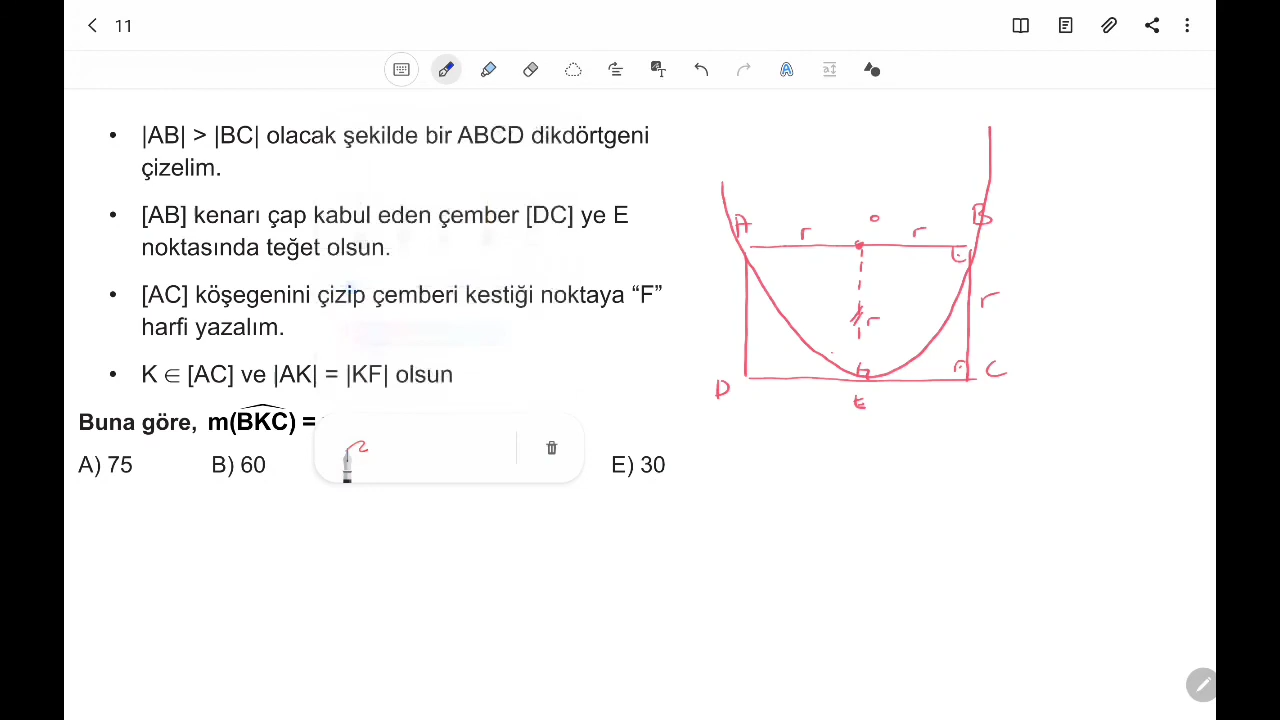 11
• |AB| > |BC| olacak şekilde bir ABCD dikdörtgeni
çizelim.
• [AB] kenarı çap kabul eden çember [DC] ye E
noktasında teğet olsun.
• [AC] köşegenini çizip çemberi kestiği noktaya “F”
harfi yazalım.
• K ∈ [AC] ve |AK| = |KF| olsun
Buna göre, m(BKC) =
A) 75 B) 60 E) 30
A r O r B
r r
D E C